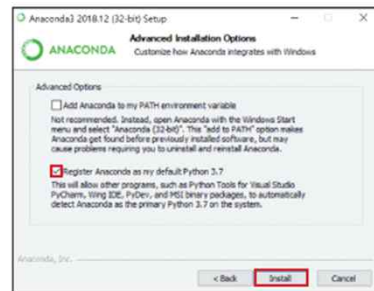 Anaconda3 2018.12 (32-bit) Setup
ANACONDA
Advanced Installation Options
Customize how Anaconda integrates with Windows
Advanced Options
Add Anaconda to my PATH environment variable
Not recommended. Instead, open Anaconda with the Windows Start
menu and select "Anaconda (32-bit)". This "add to PATH" option makes
Anaconda get found before previously installed software, but may
cause problems requiring you to uninstall and reinstall Anaconda.
Register Anaconda as my default Python 3.7
This will allow other programs, such as Python Tools for Visual Studio
PyCharm, Wing IDE, PyDev, and MSI binary packages, to automatically
detect Anaconda as the primary Python 3.7 on the system.
Anaconda, Inc.
< Back
Install
Cancel